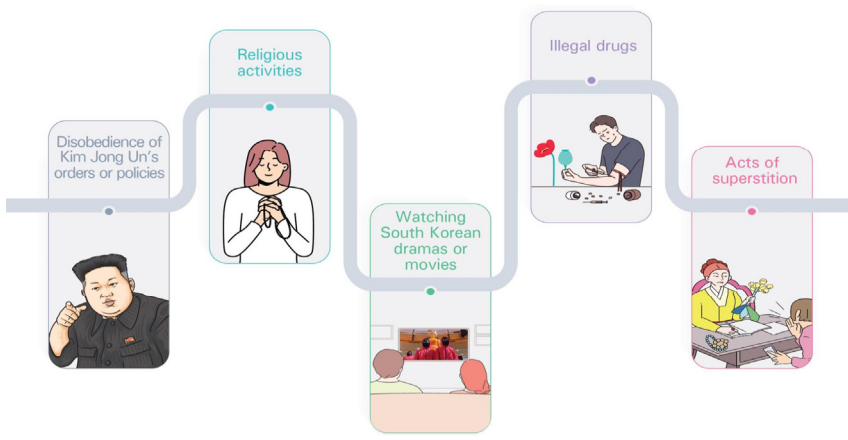 Disobedience of
Kim Jong Un's
orders or policies
Religious
activities
Watching
South Korean
dramas or
movies
Illegal drugs
Acts of
superstition